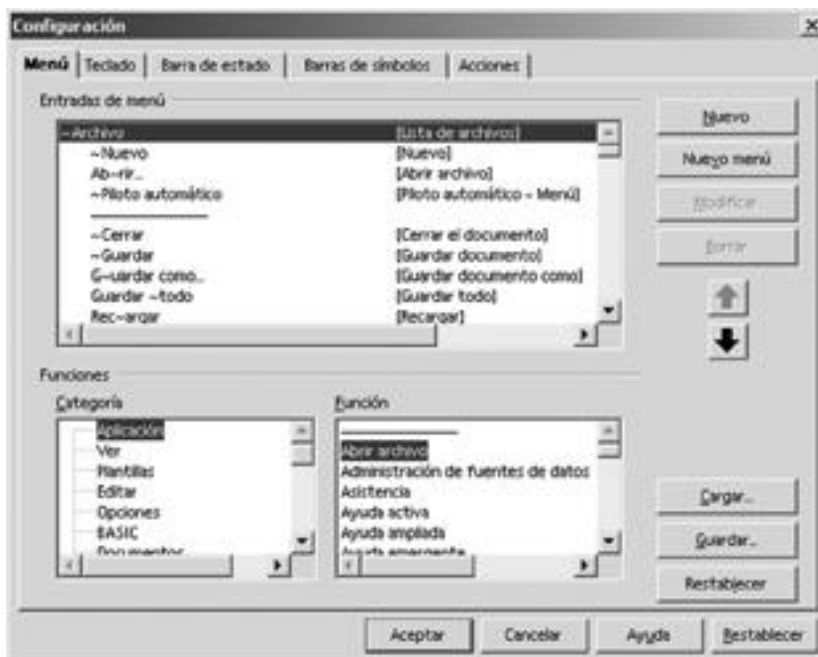 Configuración
Menú Teclado Barra de estado Barras de símbolos Acciones
Entradas de menú
~Archivo [Lista de archivos]
~Nuevo [Nuevo]
Ab~rir... [Abrir archivo]
~Piloto automático [Piloto automático - Menú]
~Cerrar [Cerrar el documento]
~Guardar [Guardar documento]
G~uardar como... [Guardar documento como]
Guardar ~todo [Guardar todo]
Rec~argar [Recargar]
Nuevo
Nuevo menú
Modificar
Borrar
Funciones
Categoría
Aplicación
Ver
Plantillas
Editar
Opciones
BASIC
Documentos
Función
Abrir archivo
Administración de fuentes de datos
Asistencia
Ayuda activa
Ayuda ampliada
Ayuda emergente
Cargar...
Guardar...
Restablecer
Aceptar Cancelar Ayuda Restablecer